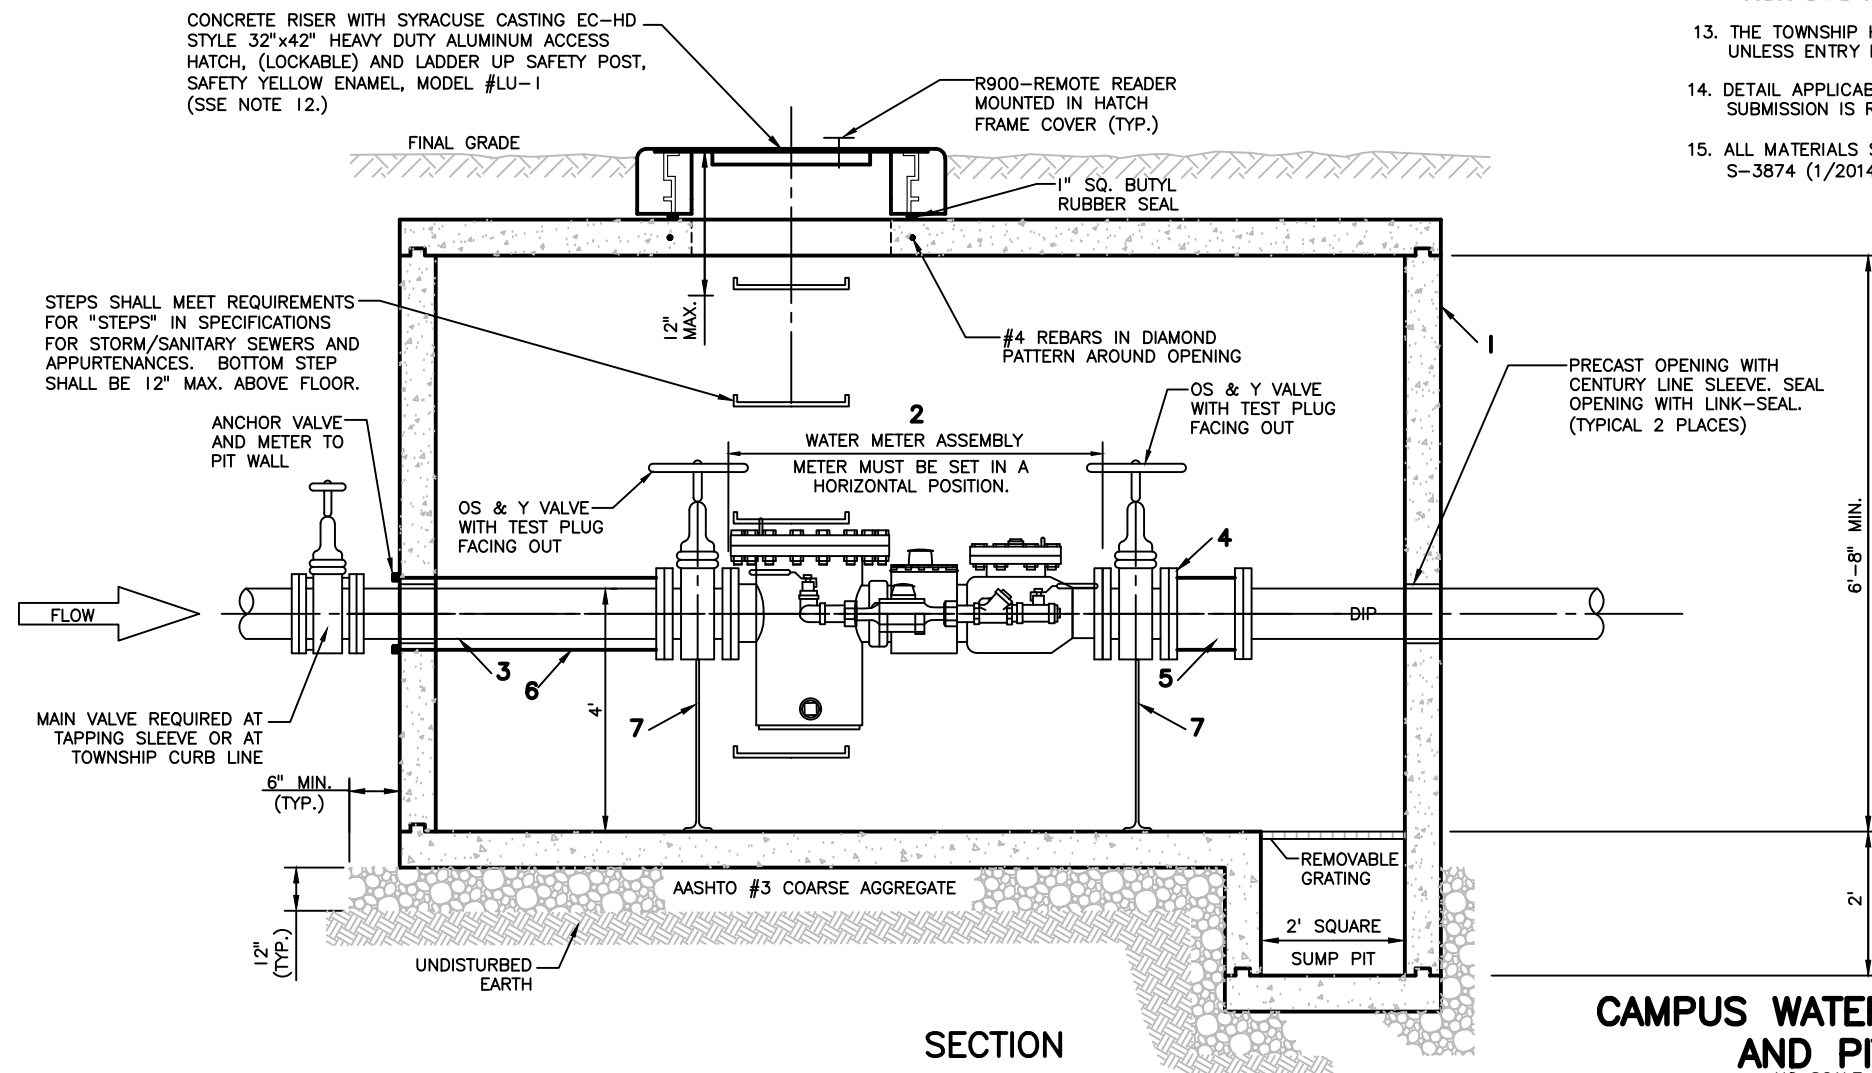 CONCRETE RISER WITH SYRACUSE CASTING EC-HD
STYLE 32"x42" HEAVY DUTY ALUMINUM ACCESS
HATCH, (LOCKABLE) AND LADDER UP SAFETY POST,
SAFETY YELLOW ENAMEL, MODEL #LU-1
(SSE NOTE 12.)
R900-REMOTE READER
MOUNTED IN HATCH
FRAME COVER (TYP.)
13. THE TOWNSHIP
UNLESS ENTRY
14. DETAIL
SUBMISSION IS
15. ALL MATERIALS
S-3874 (1/2014
FINAL GRADE
1" SQ. BUTYL
RUBBER SEAL
STEPS SHALL MEET REQUIREMENTS
FOR "STEPS" IN SPECIFICATIONS
FOR STORM/SANITARY SEWERS AND
APPURTENANCES. BOTTOM STEP
SHALL BE 12" MAX. ABOVE FLOOR.
12"
MAX.
#4 REBARS IN DIAMOND
PATTERN AROUND OPENING
1
PRECAST OPENING WITH
CENTURY LINE SLEEVE. SEAL
OPENING WITH LINK-SEAL.
(TYPICAL 2 PLACES)
ANCHOR VALVE
AND METER TO
PIT WALL
2
WATER METER ASSEMBLY
METER MUST BE SET IN A
HORIZONTAL POSITION.
OS & Y VALVE
WITH TEST PLUG
FACING OUT
OS & Y VALVE
WITH TEST PLUG
FACING OUT
4
6'-8" MIN.
FLOW
DIP
3
6
5
4'
7
7
MAIN VALVE REQUIRED AT
TAPPING SLEEVE OR AT
TOWNSHIP CURB LINE
6" MIN.
(TYP.)
REMOVABLE
GRATING
AASHTO #3 COARSE AGGREGATE
2'
12"
(TYP.)
2' SQUARE
SUMP PIT
UNDISTURBED
EARTH
SECTION
CAMPUS
AND